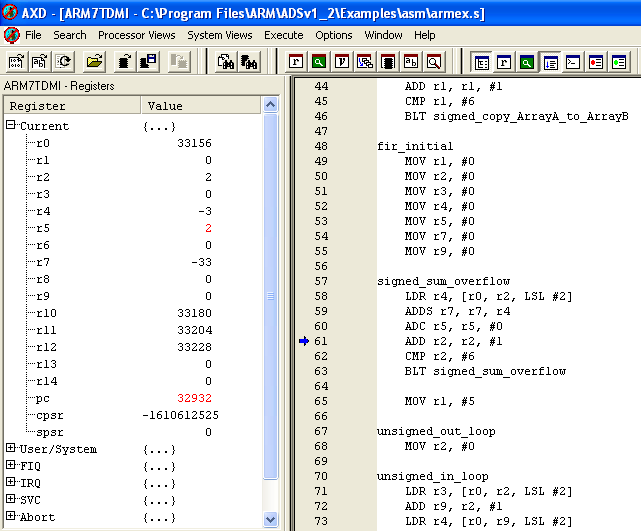 AXD - [ARM7TDMI - C:\Program Files\ARM\ADSv1_2\Examples\asm\armex.s]
File Search Processor Views System Views Execute Options Window Help
ARM7TDMI - Registers
Register Value
Current {...}
r0 33156
r1 0
r2 2
r3 0
r4 -3
r5 2
r6 0
r7 -33
r8 0
r9 0
r10 33180
r11 33204
r12 33228
r13 0
r14 0
pc 32932
cpsr -1610612525
spsr 0
User/System {...}
FIQ {...}
IRQ {...}
SVC {...}
Abort {...}
44 ADD r1, r1, #1
45 CMP r1, #6
46 BLT signed_copy_ArrayA_to_ArrayB
47
48 fir_initial
49 MOV r1, #0
50 MOV r2, #0
51 MOV r3, #0
52 MOV r4, #0
53 MOV r5, #0
54 MOV r7, #0
55 MOV r9, #0
56
57 signed_sum_overflow
58 LDR r4, [r0, r2, LSL #2]
59 ADDS r7, r7, r4
60 ADC r5, r5, #0
61 ADD r2, r2, #1
62 CMP r2, #6
63 BLT signed_sum_overflow
64
65 MOV r1, #5
66
67 unsigned_out_loop
68 MOV r2, #0
69
70 unsigned_in_loop
71 LDR r3, [r0, r2, LSL #2]
72 ADD r9, r2, #1
73 LDR r4, [r0, r9, LSL #2]